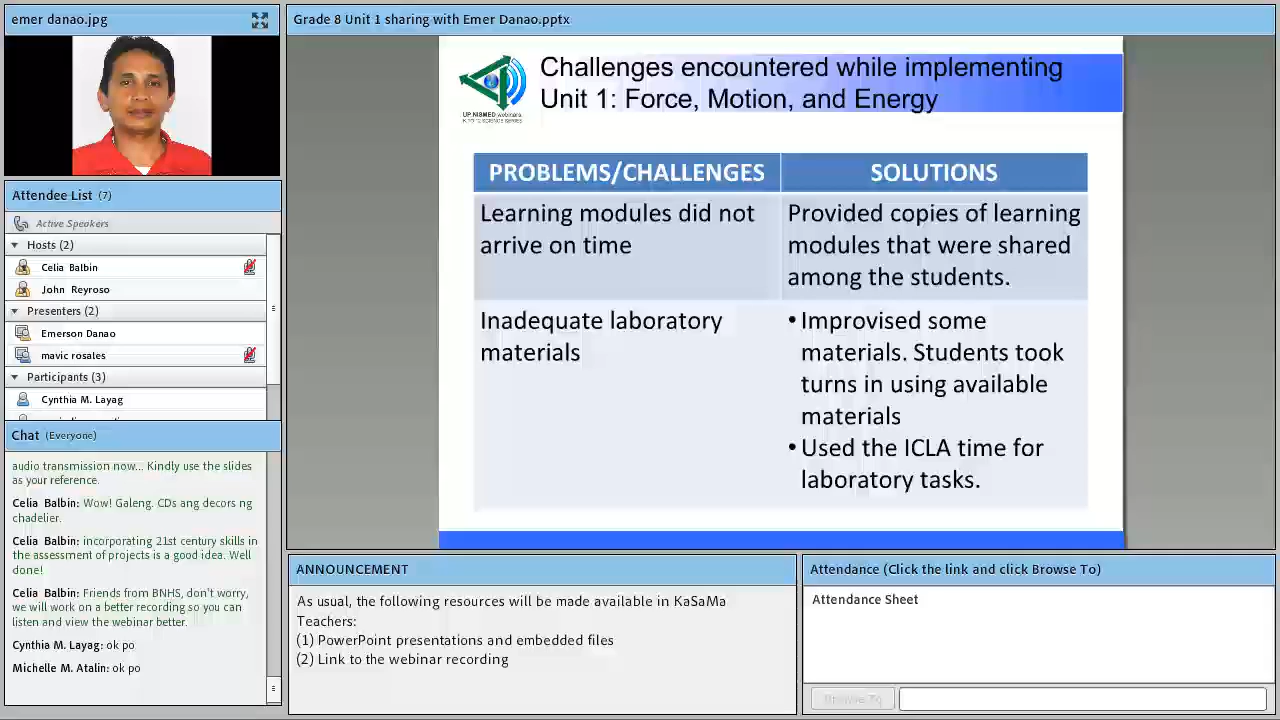 emer danao.jpg
Attendee List (7)
Active Speakers
Hosts (2)
Celia Balbin
John Reyroso
Presenters (2)
Emerson Danao
mavic rosales
Participants (3)
Cynthia M. Layag
Chat (Everyone)
audio transmission now... Kindly use the slides
as your reference.
Celia Balbin: Wow! Galeng. CDs ang decors ng
chadelier.
Celia Balbin: incorporating 21st century skills in
the assessment of projects is a good idea. Well
done!
Celia Balbin: Friends from BNHS, don't worry,
we will work on a better recording so you can
listen and view the webinar better.
Cynthia M. Layag: ok po
Michelle M. Atalin: ok po
Grade 8 Unit 1 sharing with Emer Danao.pptx
UP NISMED webinars
K TO 12 SCIENCE SERIES
Challenges encountered while implementing
Unit 1: Force, Motion, and Energy
PROBLEMS/CHALLENGES
SOLUTIONS
Learning modules did not
arrive on time
Provided copies of learning
modules that were shared
among the students.
Inadequate laboratory
materials
•Improvised some
materials. Students took
turns in using available
materials
•Used the ICLA time for
laboratory tasks.
ANNOUNCEMENT
As usual, the following resources will be made available in KaSaMa
Teachers:
(1) PowerPoint presentations and embedded files
(2) Link to the webinar recording
Attendance (Click the link and click Browse To)
Attendance Sheet
Browse To